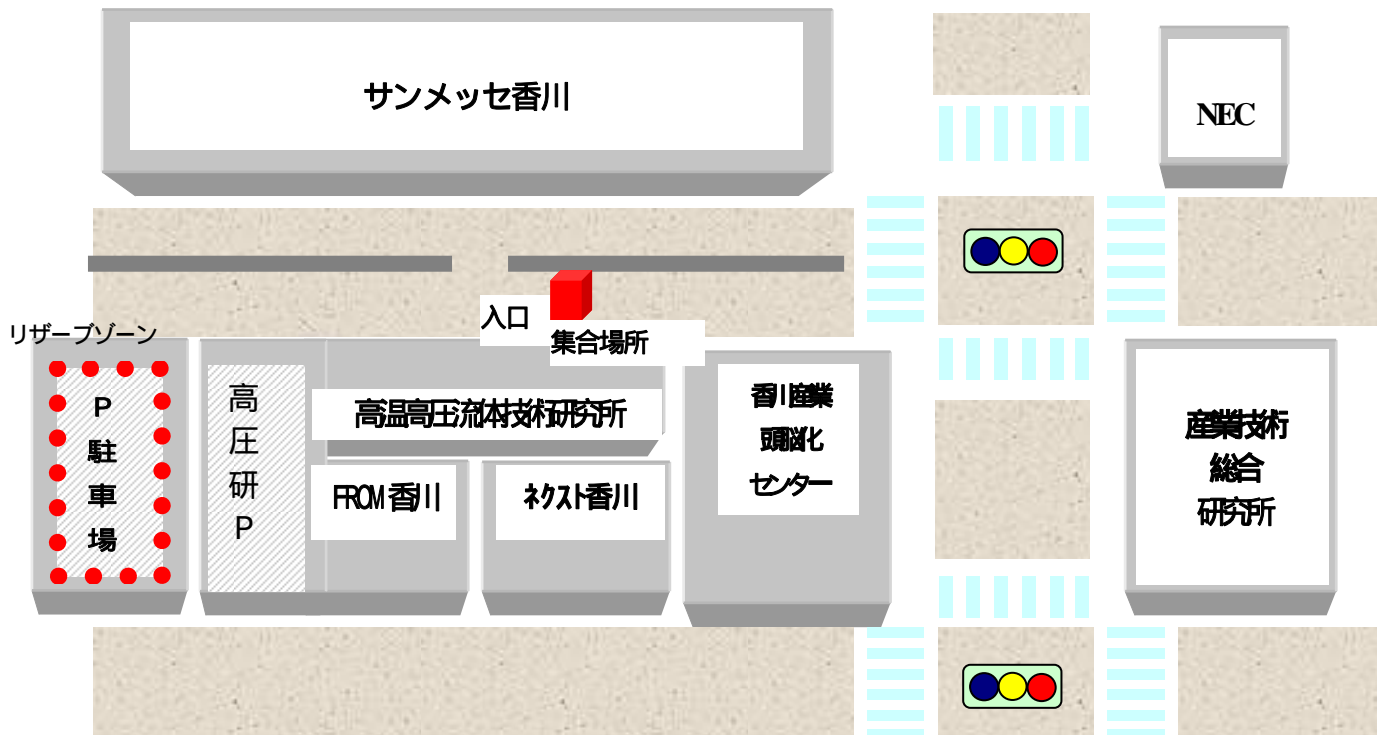 サンメッセ香川
NEC
入口
集合場所
リザーブゾーン
P
駐
車
場
高
圧
研
P
高温高圧流体技術研究所
FROM香川
ネクスト香川
香川産業
頭脳化
センター
産業技術
総合
研究所